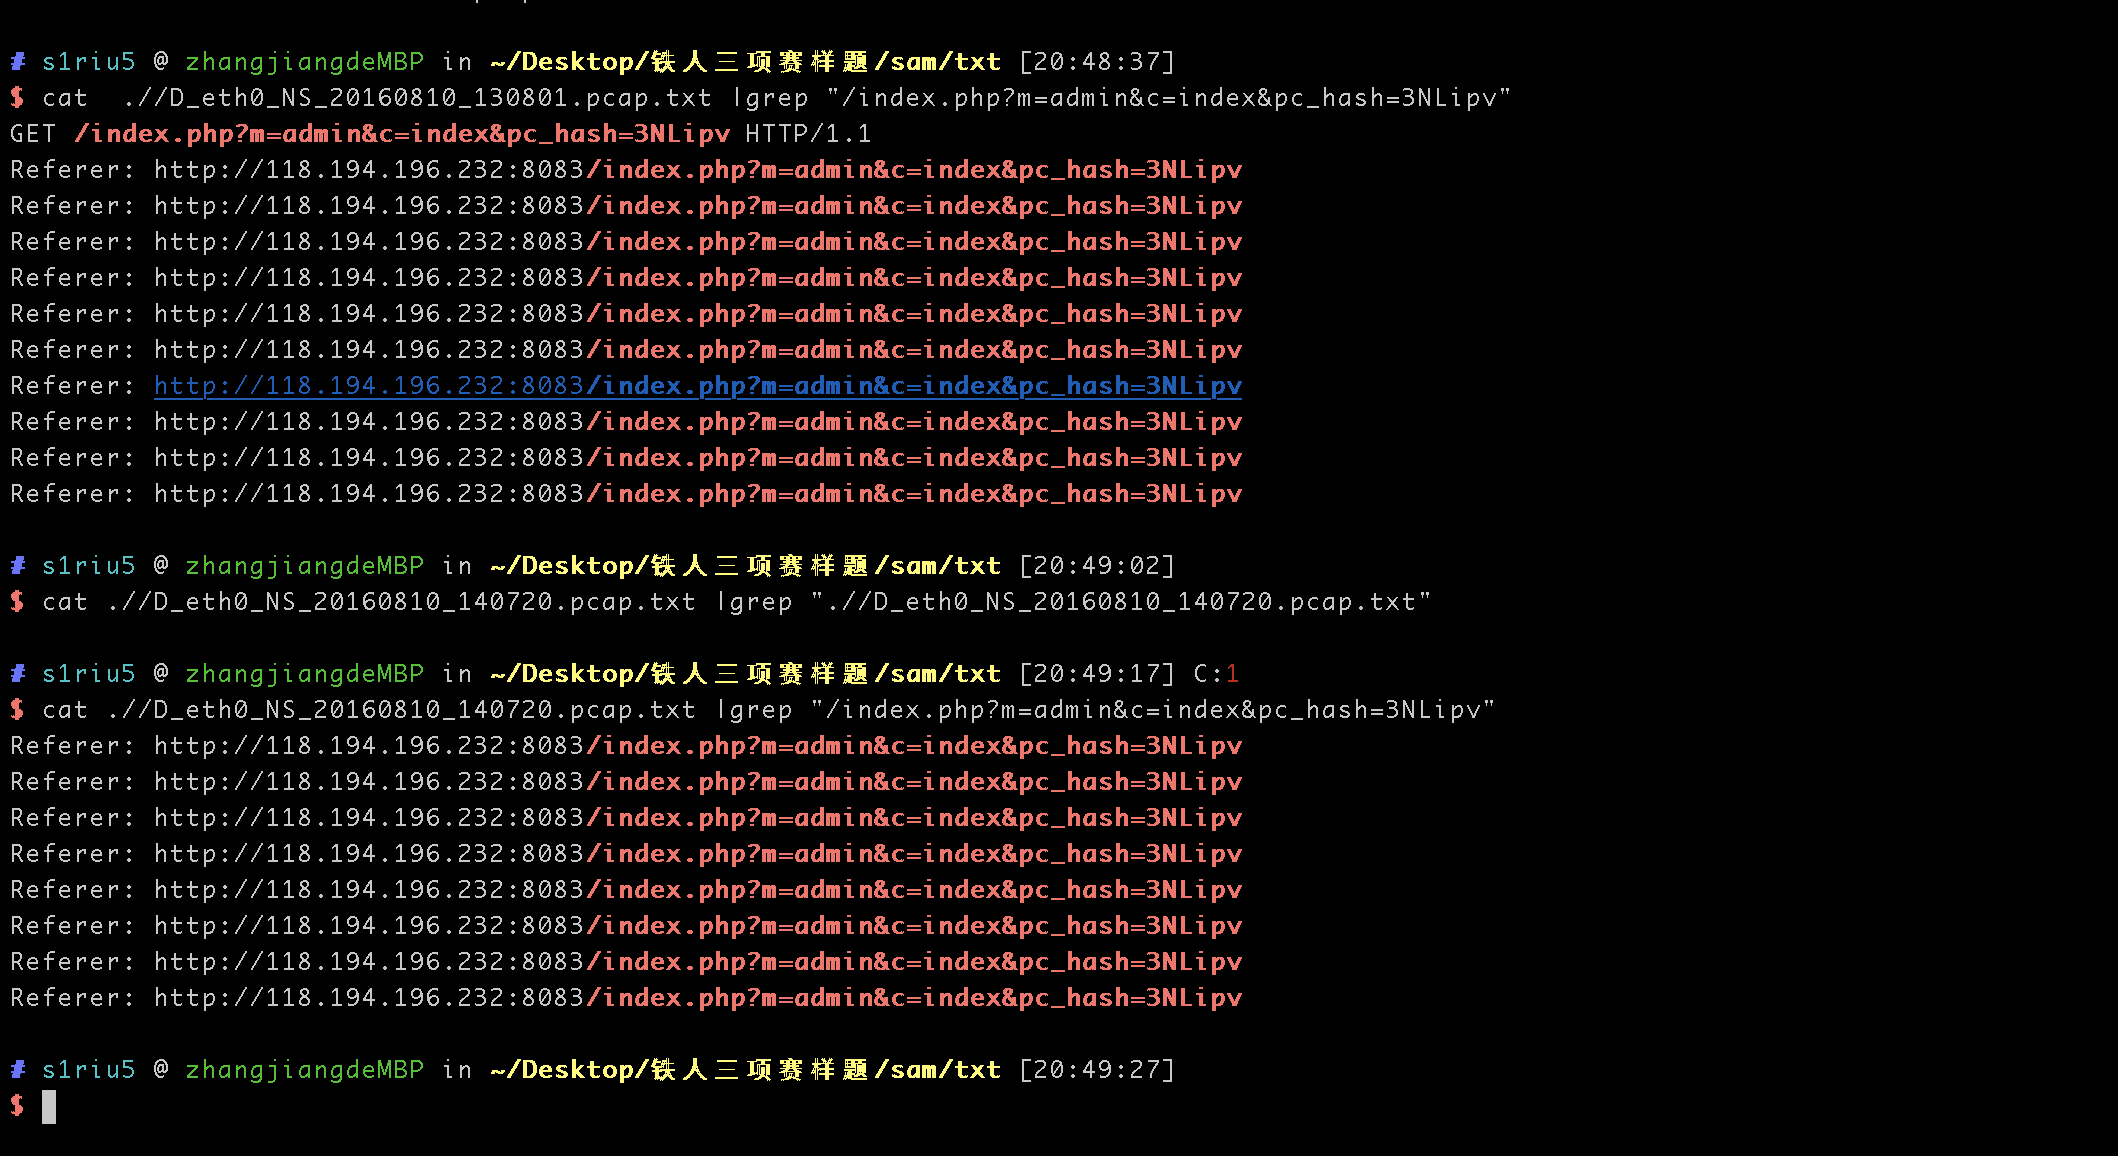 # s1riu5 @ zhangjiangdeMBP in ~/Desktop/铁人三项赛样题/sam/txt [20:48:37]
$ cat  .//D_eth0_NS_20160810_130801.pcap.txt |grep "/index.php?m=admin&c=index&pc_hash=3NLipv"
GET /index.php?m=admin&c=index&pc_hash=3NLipv HTTP/1.1
Referer: http://118.194.196.232:8083/index.php?m=admin&c=index&pc_hash=3NLipv
Referer: http://118.194.196.232:8083/index.php?m=admin&c=index&pc_hash=3NLipv
Referer: http://118.194.196.232:8083/index.php?m=admin&c=index&pc_hash=3NLipv
Referer: http://118.194.196.232:8083/index.php?m=admin&c=index&pc_hash=3NLipv
Referer: http://118.194.196.232:8083/index.php?m=admin&c=index&pc_hash=3NLipv
Referer: http://118.194.196.232:8083/index.php?m=admin&c=index&pc_hash=3NLipv
Referer: http://118.194.196.232:8083/index.php?m=admin&c=index&pc_hash=3NLipv
Referer: http://118.194.196.232:8083/index.php?m=admin&c=index&pc_hash=3NLipv
Referer: http://118.194.196.232:8083/index.php?m=admin&c=index&pc_hash=3NLipv
Referer: http://118.194.196.232:8083/index.php?m=admin&c=index&pc_hash=3NLipv
# s1riu5 @ zhangjiangdeMBP in ~/Desktop/铁人三项赛样题/sam/txt [20:49:02]
$ cat .//D_eth0_NS_20160810_140720.pcap.txt |grep ".//D_eth0_NS_20160810_140720.pcap.txt"
# s1riu5 @ zhangjiangdeMBP in ~/Desktop/铁人三项赛样题/sam/txt [20:49:17] C:1
$ cat .//D_eth0_NS_20160810_140720.pcap.txt |grep "/index.php?m=admin&c=index&pc_hash=3NLipv"
Referer: http://118.194.196.232:8083/index.php?m=admin&c=index&pc_hash=3NLipv
Referer: http://118.194.196.232:8083/index.php?m=admin&c=index&pc_hash=3NLipv
Referer: http://118.194.196.232:8083/index.php?m=admin&c=index&pc_hash=3NLipv
Referer: http://118.194.196.232:8083/index.php?m=admin&c=index&pc_hash=3NLipv
Referer: http://118.194.196.232:8083/index.php?m=admin&c=index&pc_hash=3NLipv
Referer: http://118.194.196.232:8083/index.php?m=admin&c=index&pc_hash=3NLipv
Referer: http://118.194.196.232:8083/index.php?m=admin&c=index&pc_hash=3NLipv
Referer: http://118.194.196.232:8083/index.php?m=admin&c=index&pc_hash=3NLipv
# s1riu5 @ zhangjiangdeMBP in ~/Desktop/铁人三项赛样题/sam/txt [20:49:27]
$